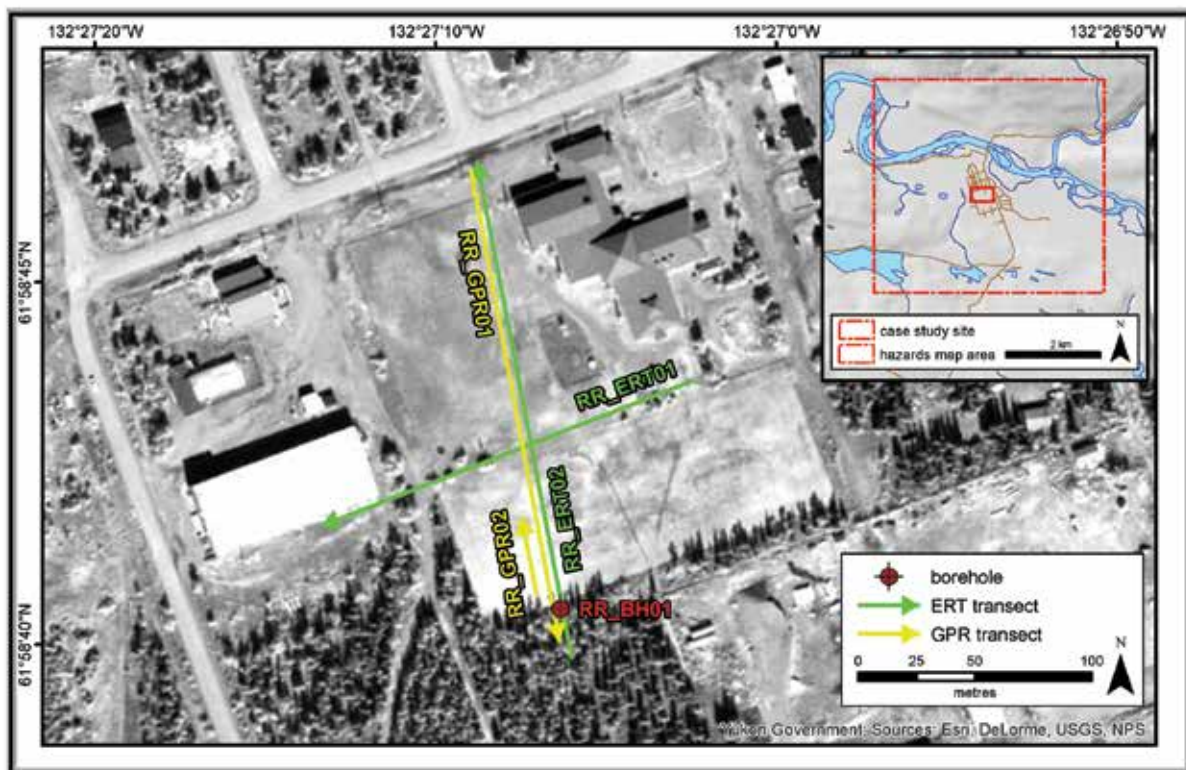 132°27'20"W 132°27'10"W 132°27'0"W 132°26'50"W
61°58'45"N
61°58'40"N
RR_GPR01
RR_ERT01
RR_ERT02
RR_GPR02
RR_BH01
case study site
hazards map area
2 km
N
borehole
ERT transect
GPR transect
N
0 25 50 100
metres
Yukon Government; Sources: Esri, DeLorme, USGS, NPS